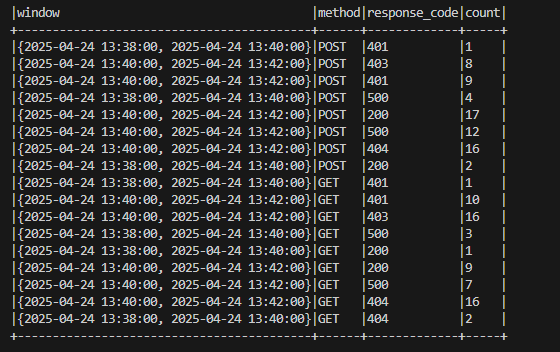 |window                                    |method|response_code|count|
+------------------------------------------+------+-------------+-----+
|{2025-04-24 13:38:00, 2025-04-24 13:40:00}|POST  |401          |1    |
|{2025-04-24 13:40:00, 2025-04-24 13:42:00}|POST  |403          |8    |
|{2025-04-24 13:40:00, 2025-04-24 13:42:00}|POST  |401          |9    |
|{2025-04-24 13:38:00, 2025-04-24 13:40:00}|POST  |500          |4    |
|{2025-04-24 13:40:00, 2025-04-24 13:42:00}|POST  |200          |17   |
|{2025-04-24 13:40:00, 2025-04-24 13:42:00}|POST  |500          |12   |
|{2025-04-24 13:40:00, 2025-04-24 13:42:00}|POST  |404          |16   |
|{2025-04-24 13:38:00, 2025-04-24 13:40:00}|POST  |200          |2    |
|{2025-04-24 13:38:00, 2025-04-24 13:40:00}|GET   |401          |1    |
|{2025-04-24 13:40:00, 2025-04-24 13:42:00}|GET   |401          |10   |
|{2025-04-24 13:40:00, 2025-04-24 13:42:00}|GET   |403          |16   |
|{2025-04-24 13:38:00, 2025-04-24 13:40:00}|GET   |500          |3    |
|{2025-04-24 13:38:00, 2025-04-24 13:40:00}|GET   |200          |1    |
|{2025-04-24 13:40:00, 2025-04-24 13:42:00}|GET   |200          |9    |
|{2025-04-24 13:40:00, 2025-04-24 13:42:00}|GET   |500          |7    |
|{2025-04-24 13:40:00, 2025-04-24 13:42:00}|GET   |404          |16   |
|{2025-04-24 13:38:00, 2025-04-24 13:40:00}|GET   |404          |2    |
+------------------------------------------+------+-------------+-----+